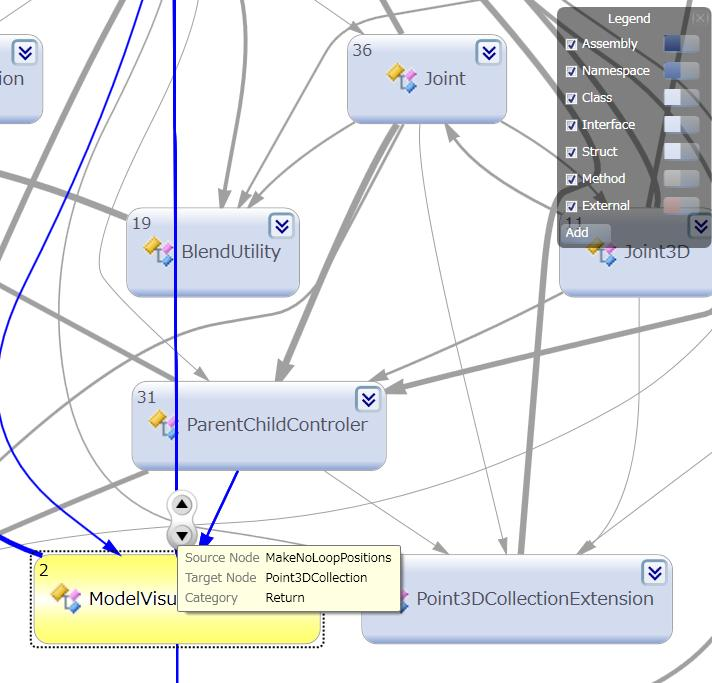 Legend
Assembly
Namespace
Class
Interface
Struct
Method
External
Add
ion
36
Joint
19
BlendUtility
11
Joint3D
31
ParentChildControler
Source Node MakeNoLoopPositions
Target Node Point3DCollection
Category Return
2
ModelVisu
Point3DCollectionExtension